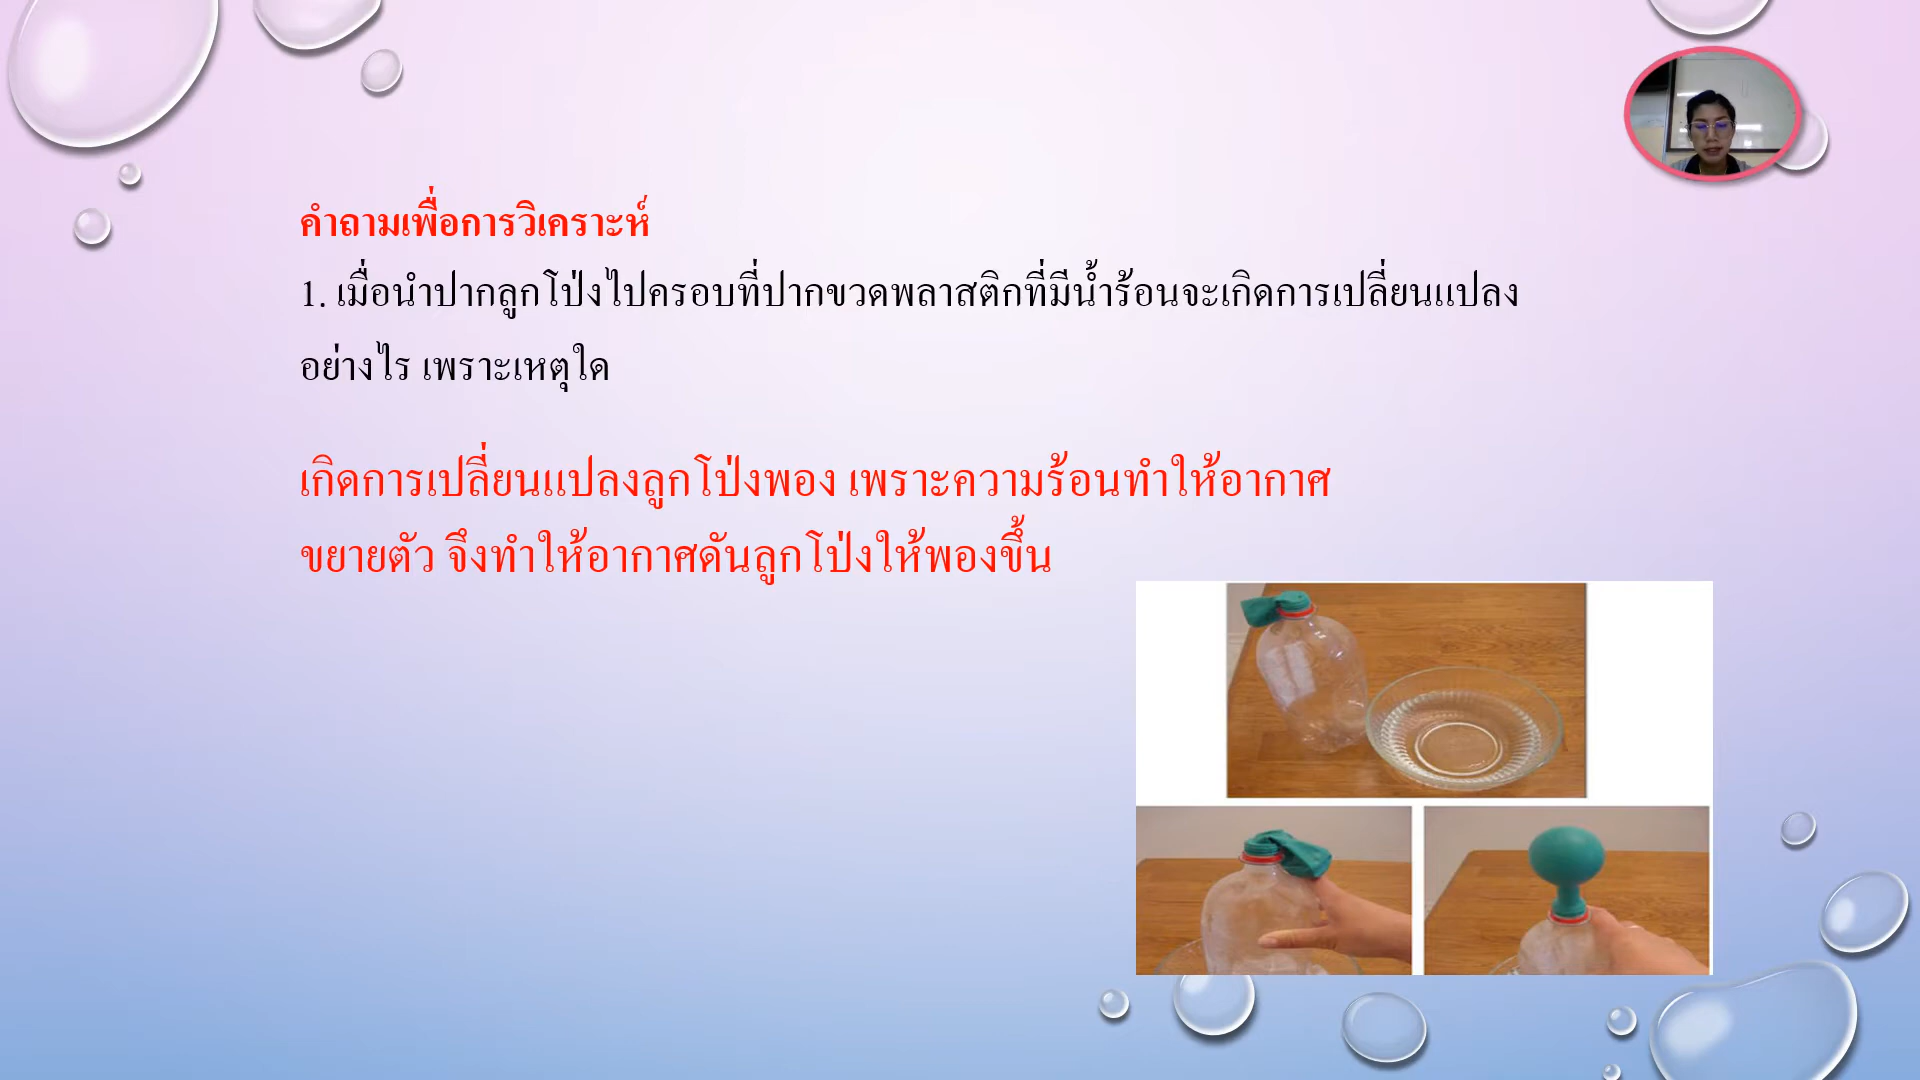 คำถามเพื่อการวิเคราะห์
1. เมื่อนำปากลูกโป่งไปครอบที่ปากขวดพลาสติกที่มีน้ำร้อนจะเกิดการเปลี่ยนแปลง
อย่างไร เพราะเหตุใด
เกิดการเปลี่ยนแปลงลูกโป่งพอง เพราะความร้อนทำให้อากาศ
ขยายตัว จึงทำให้อากาศดันลูกโป่งให้พองขึ้น